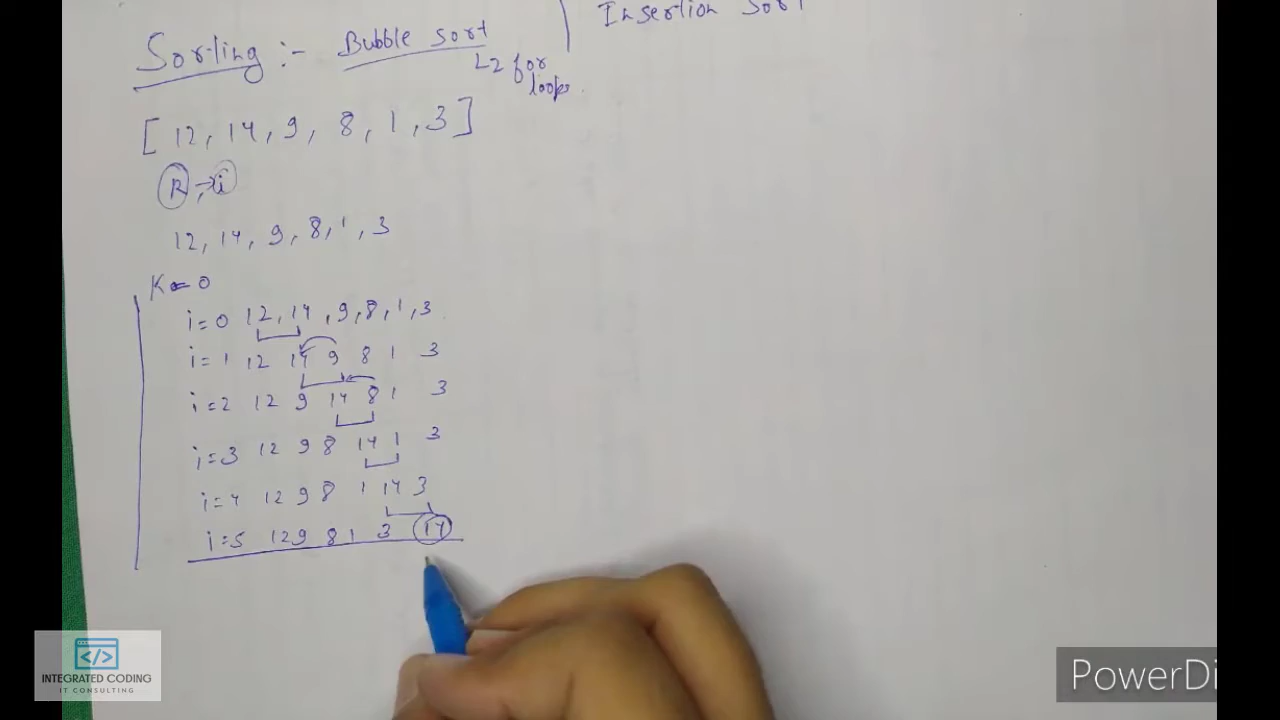 Sorting :- Bubble sort
Insertion Sort
L2 for
loops.
[12, 14, 9, 8, 1, 3]
K, → i
12, 14, 9, 8, 1, 3
K = 0
i=0 12, 14, 9, 8, 1, 3
i=1 12 14 9 8 1 3
i=2 12 9 14 8 1 3
i=3 12 9 8 14 1 3
i=4 12 9 8 1 14 3
i=5 12 9 8 1 3 14
INTEGRATED CODING
IT CONSULTING
PowerDi